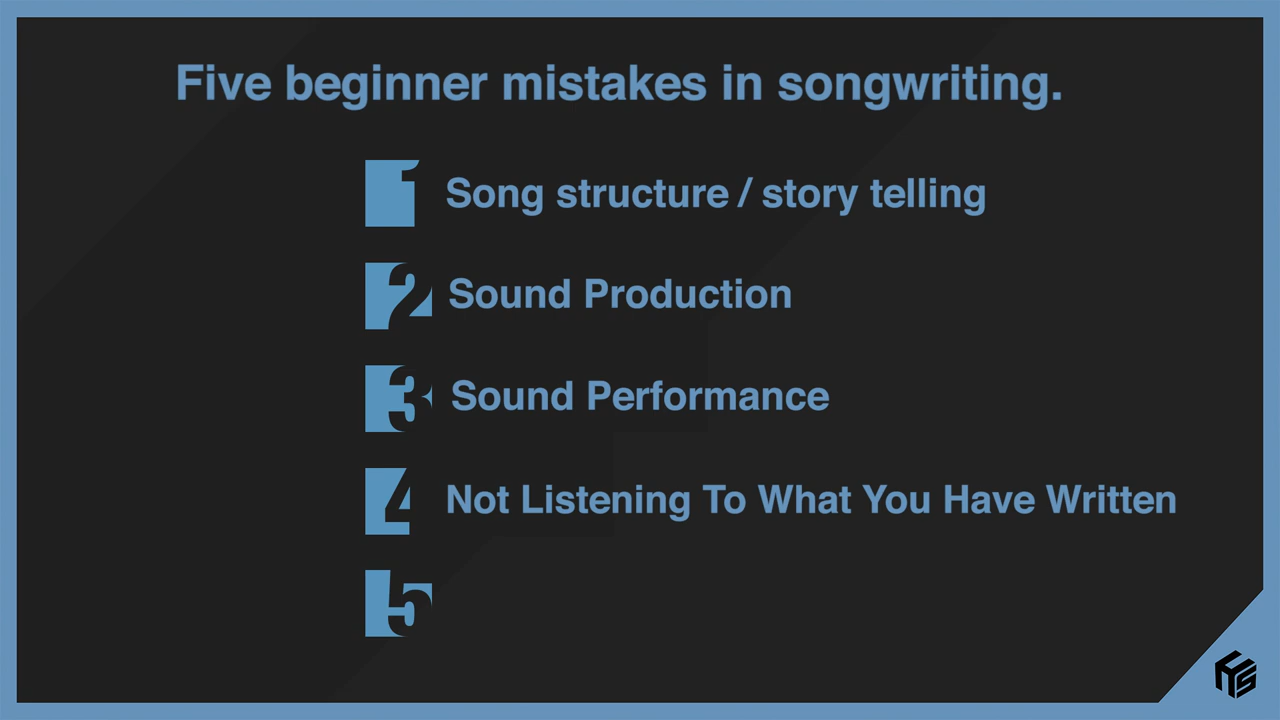 Five beginner mistakes in songwriting.
1 Song structure / story telling
2 Sound Production
3 Sound Performance
4 Not Listening To What You Have Written
5